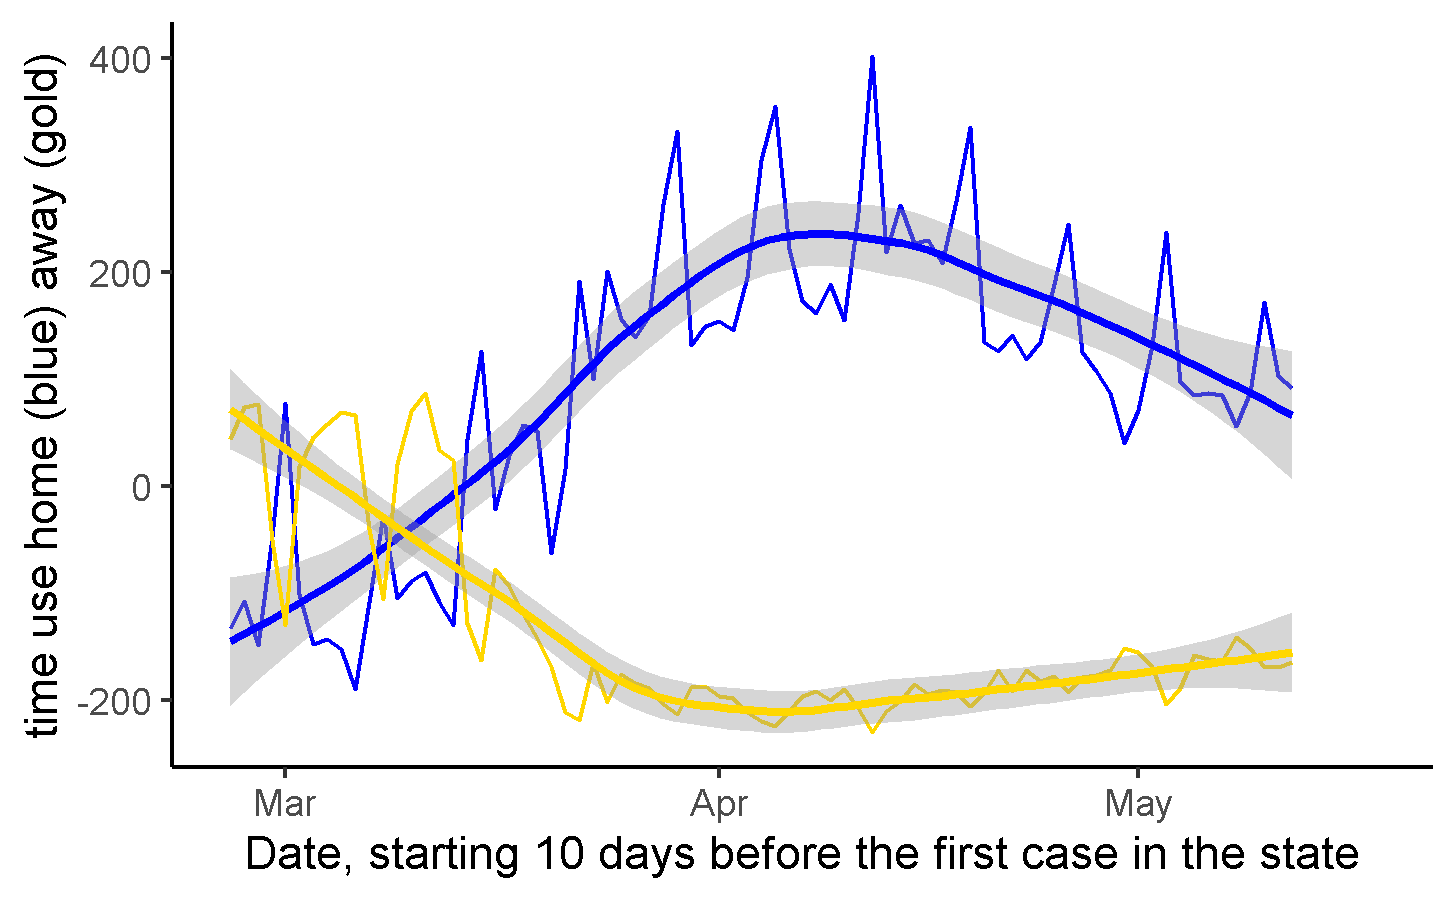 time use home (blue) away (gold)
400
200
0
-200
Mar
Apr
May
Date, starting 10 days before the first case in the state